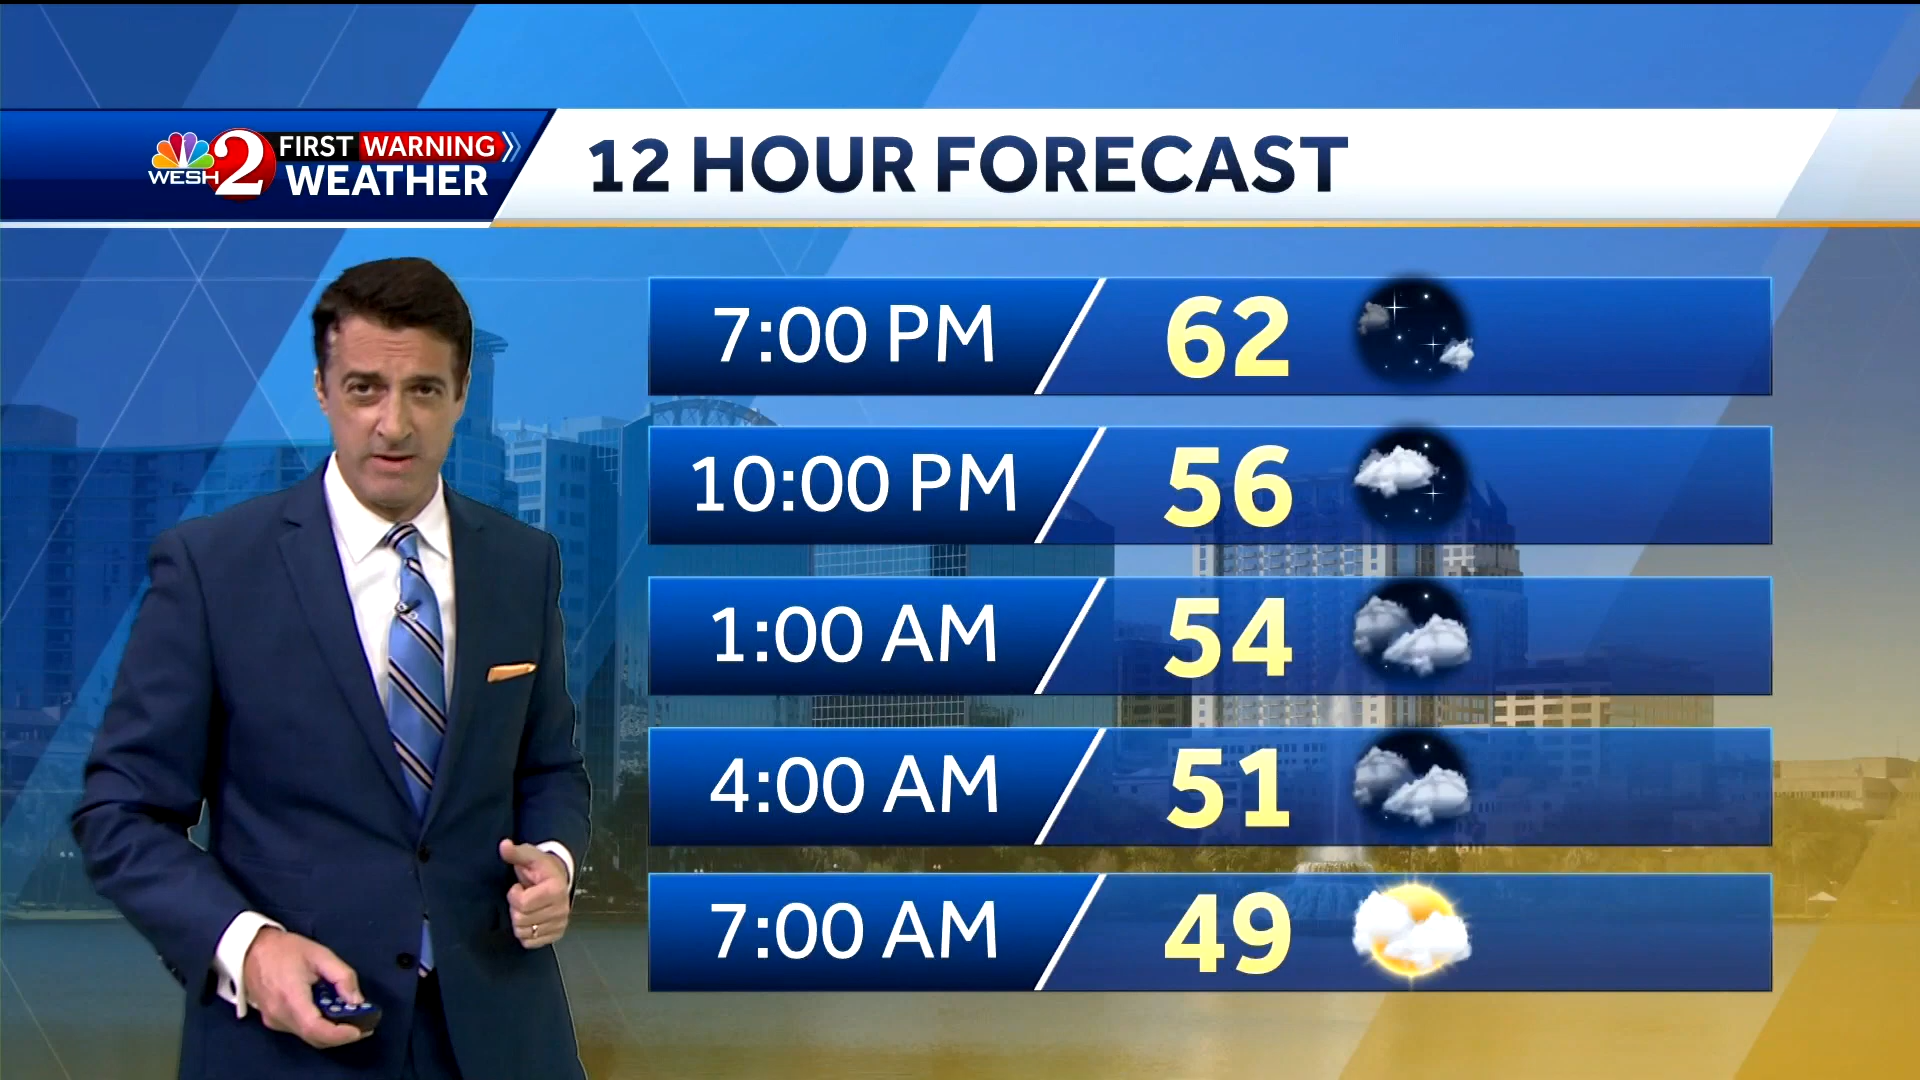 WESH 2 FIRST WARNING
WEATHER
12 HOUR FORECAST
7:00 PM 62
10:00 PM 56
1:00 AM 54
4:00 AM 51
7:00 AM 49